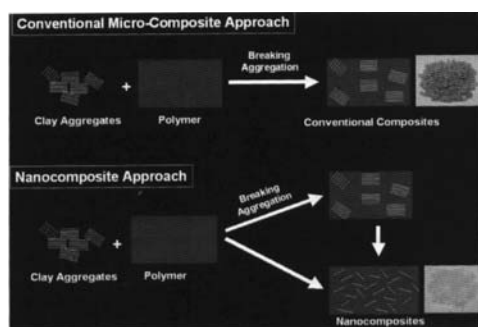 Conventional Micro-Composite Approach
Breaking
Aggregation
+
Clay Aggregates
Polymer
Conventional Composites
Nanocomposite Approach
Breaking
Aggregation
+
Clay Aggregates
Polymer
Nanocomposites